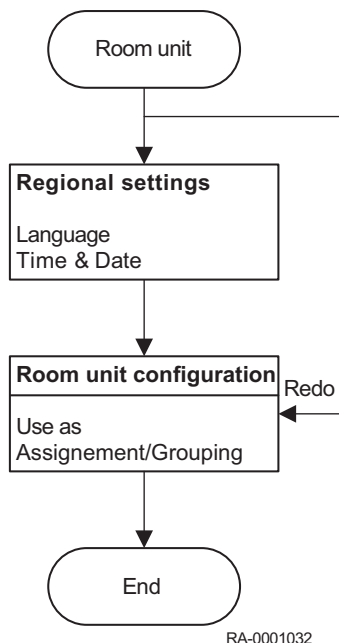 Room unit
Regional settings
Language
Time & Date
Room unit configuration
Redo
Use as
Assignement/Grouping
End
RA-0001032